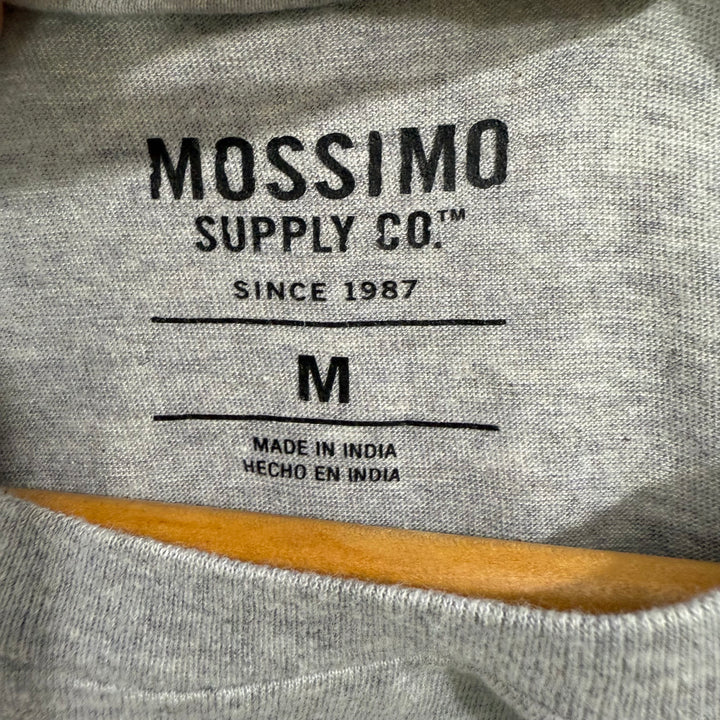 MOSSIMO
SUPPLY CO.™
SINCE 1987
M
MADE IN INDIA
HECHO EN INDIA